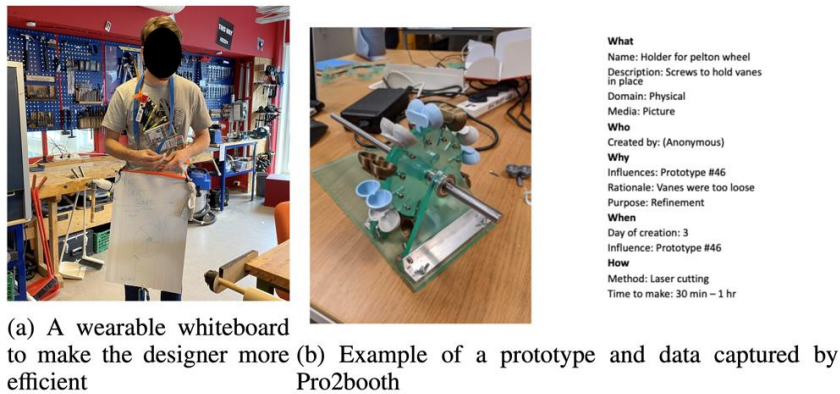 What
Name: Holder for pelton wheel
Description: Screws to hold vanes
in place
Domain: Physical
Media: Picture
Who
Created by: (Anonymous)
Why
Influences: Prototype #46
Rationale: Vanes were too loose
Purpose: Refinement
When
Day of creation: 3
Influence: Prototype #46
How
Method: Laser cutting
Time to make: 30 min – 1 hr
(a) A wearable whiteboard
to make the designer more
efficient
(b) Example of a prototype and data captured by
Pro2booth